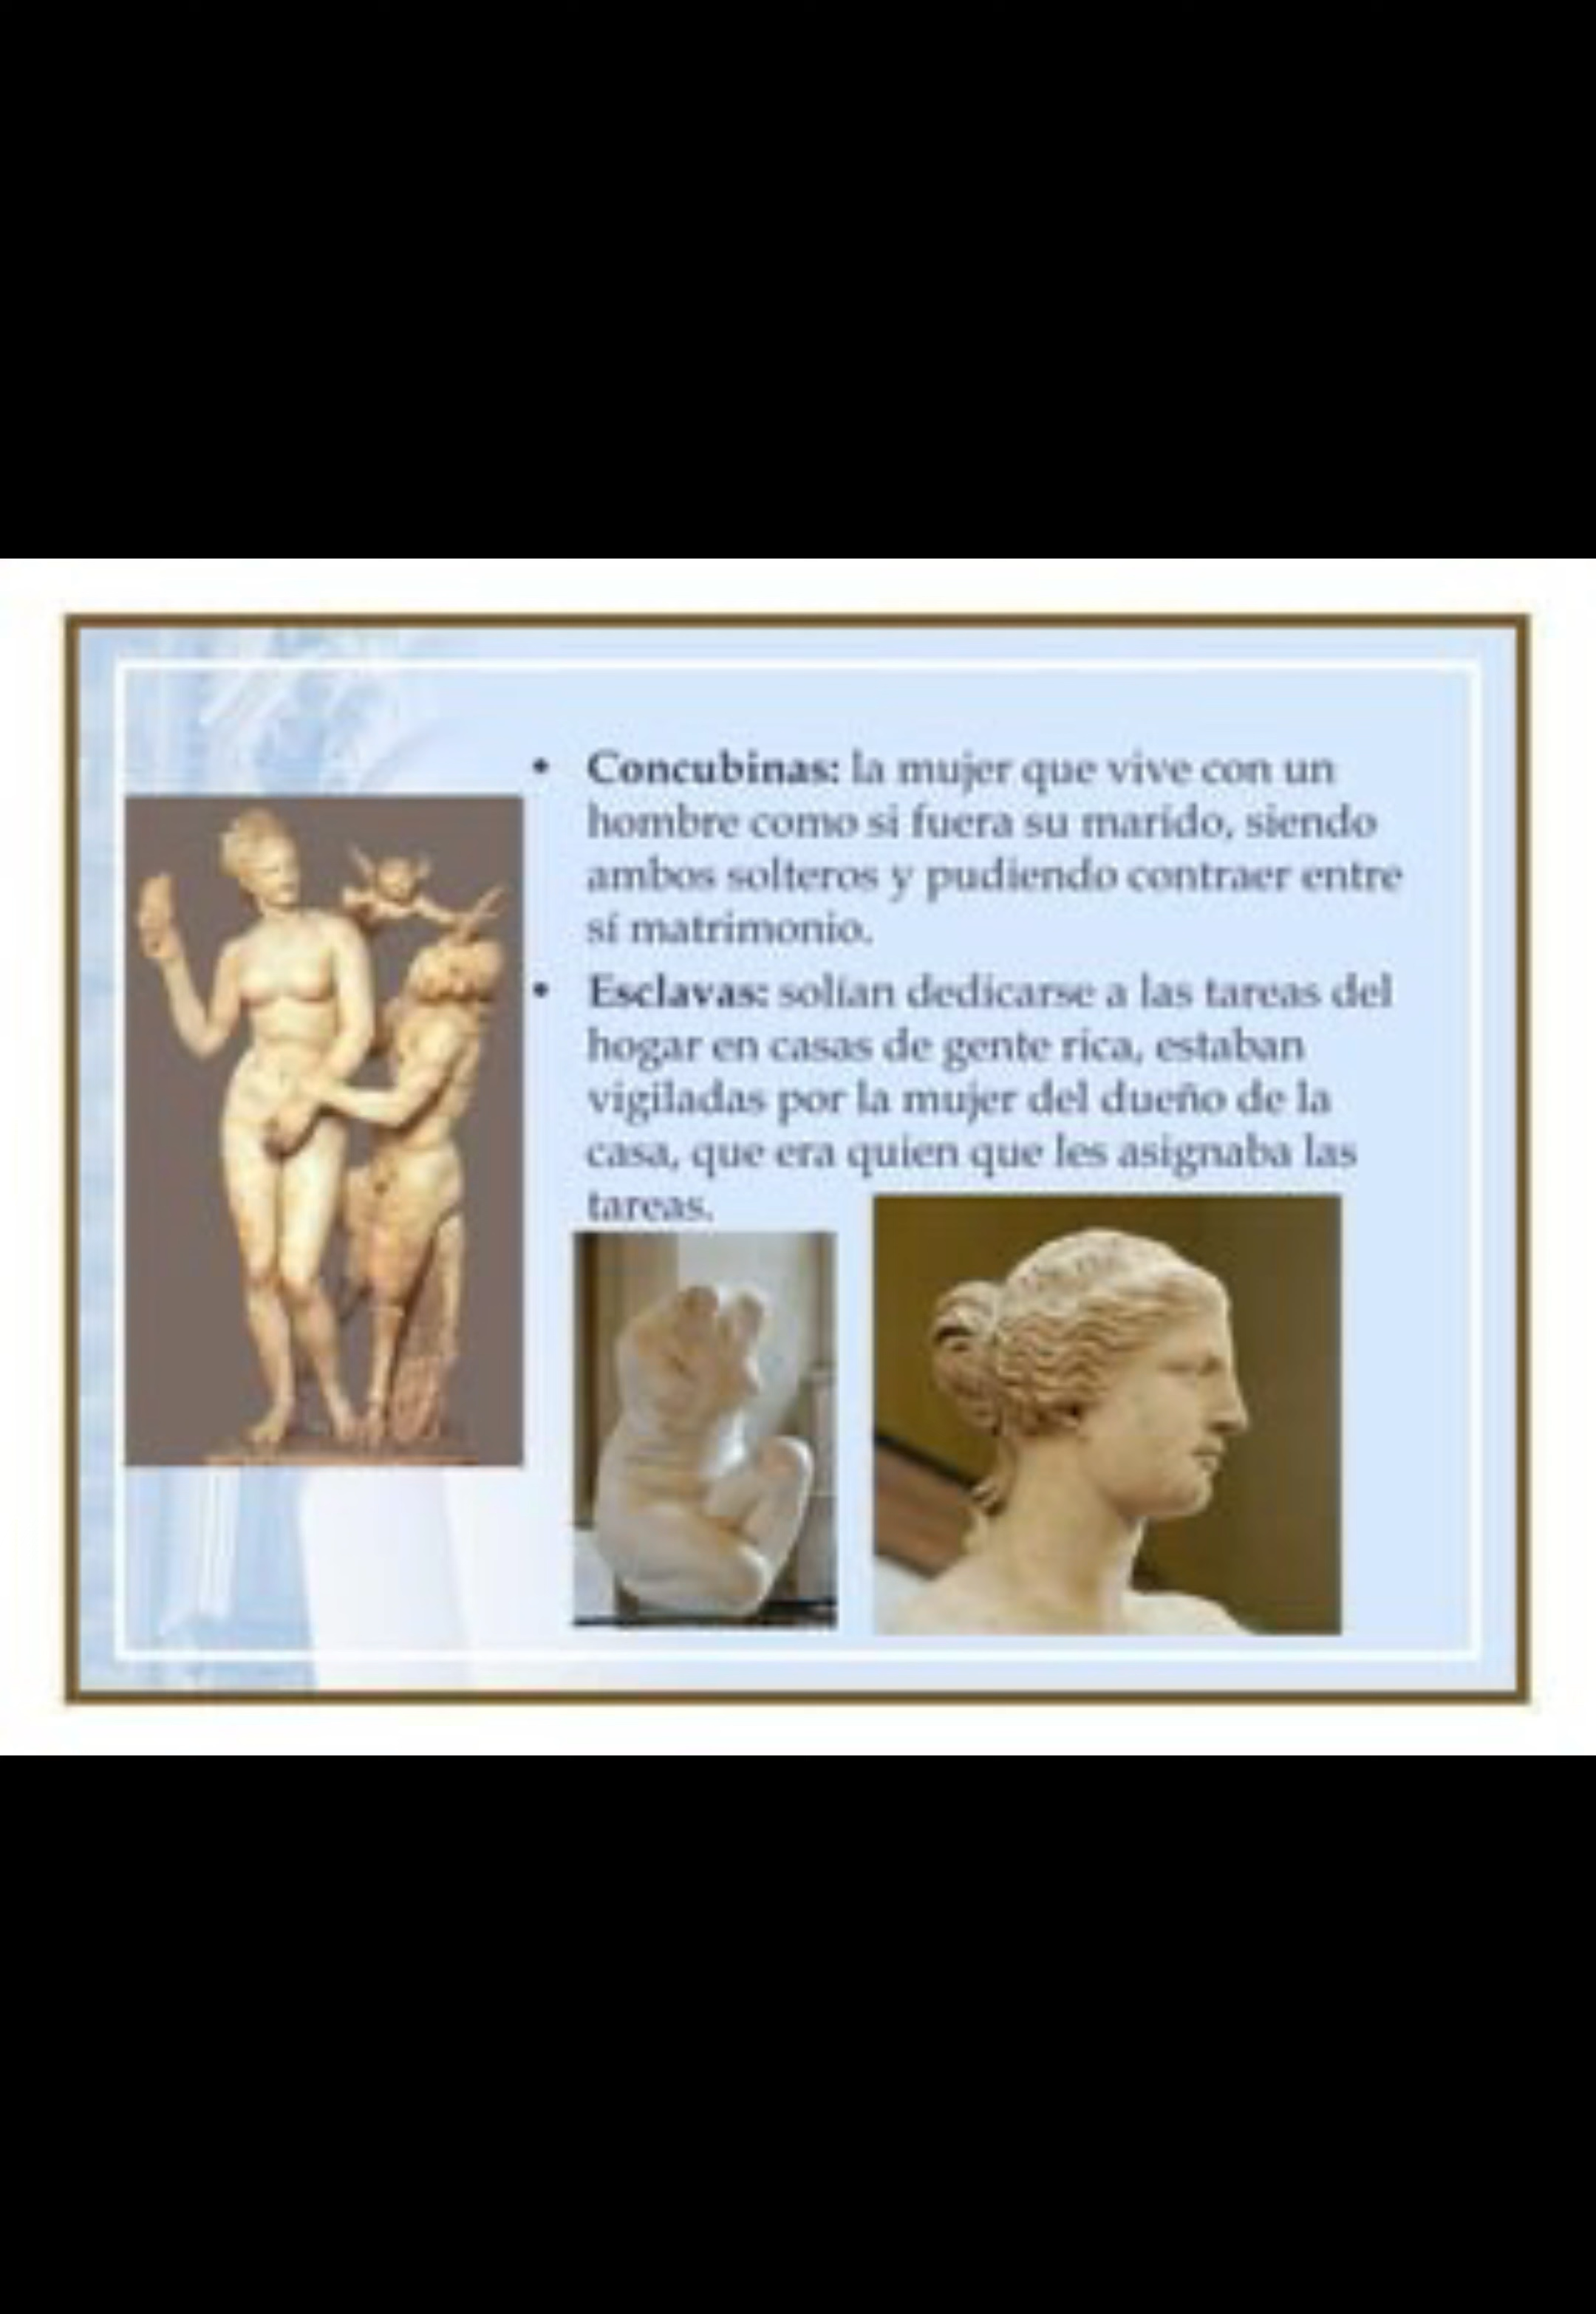 • Concubinas: la mujer que vive con un
hombre como si fuera su marido, siendo
ambos solteros y pudiendo contraer entre
sí matrimonio.
• Esclavas: solían dedicarse a las tareas del
hogar en casas de gente rica, estaban
vigiladas por la mujer del dueño de la
casa, que era quien que les asignaba las
tareas.